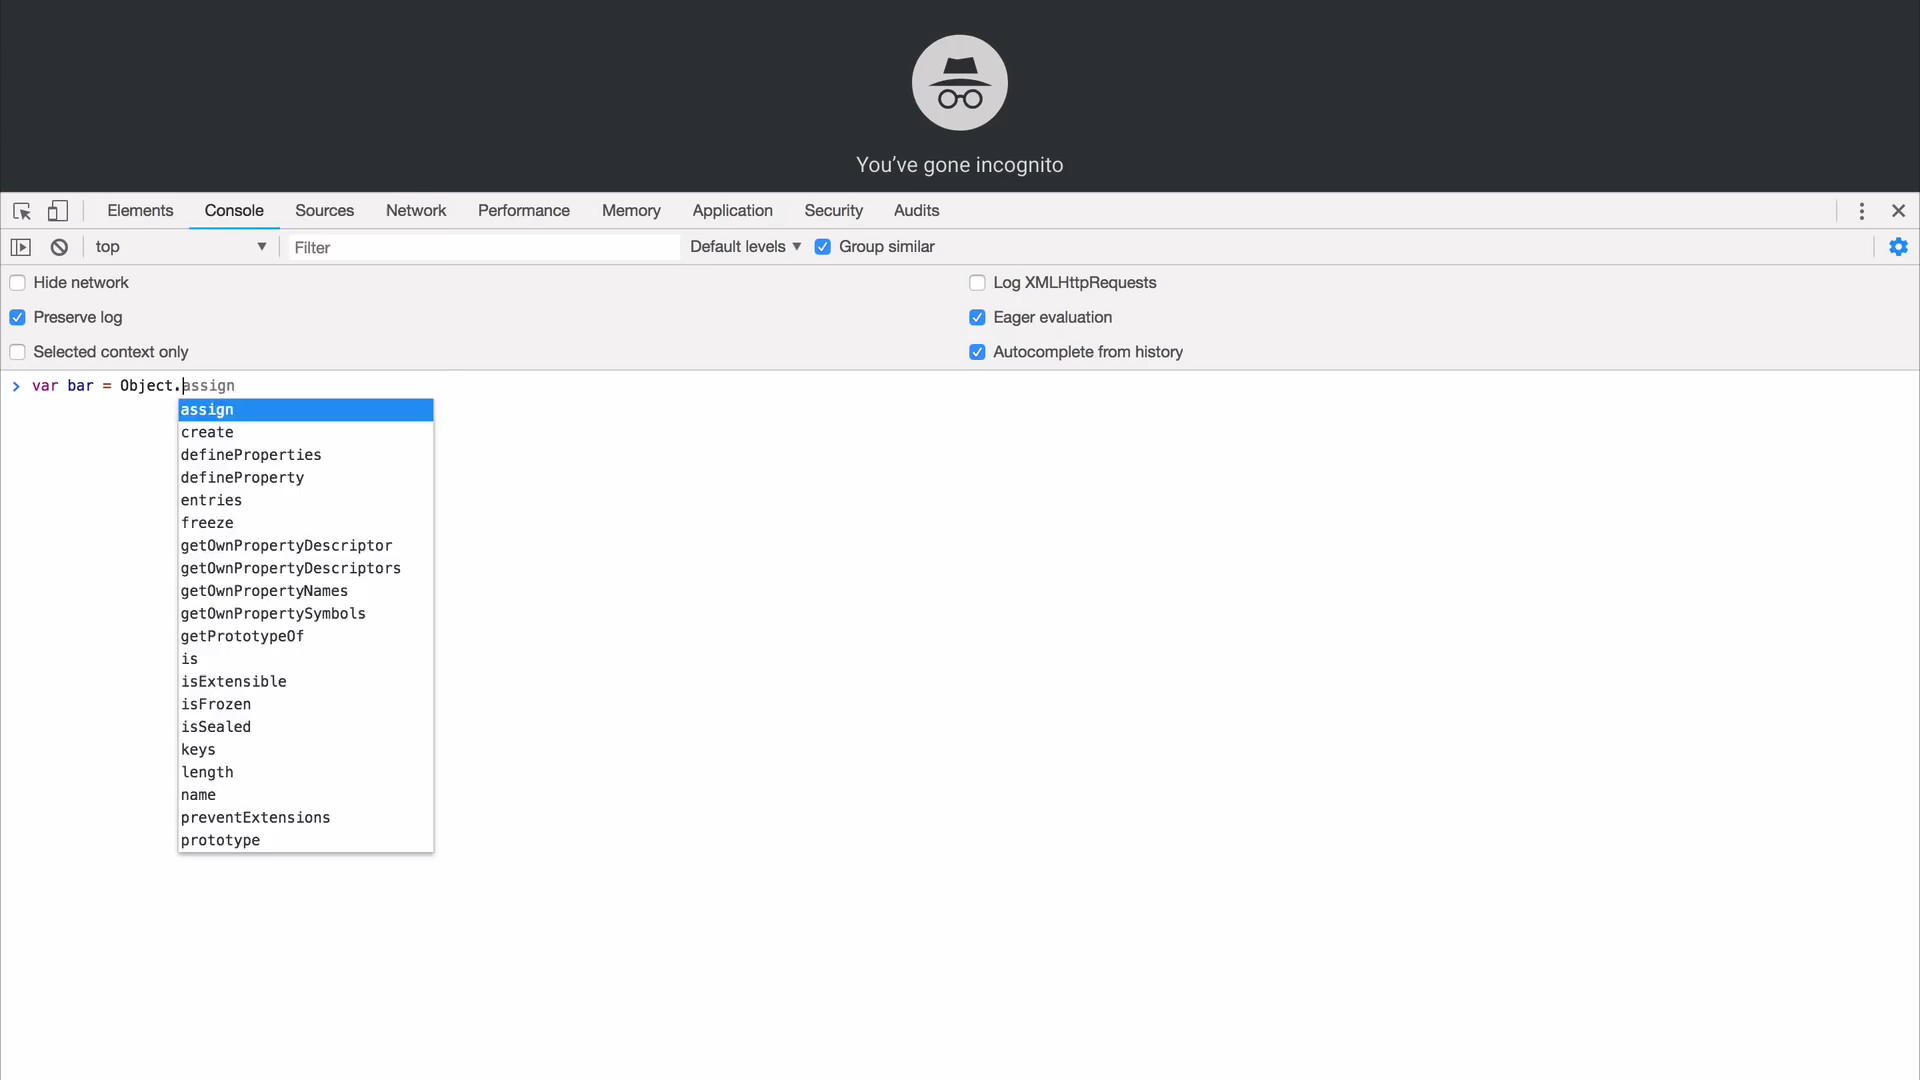 You've gone incognito
Elements Console Sources Network Performance Memory Application Security Audits
top Filter Default levels Group similar
Hide network Log XMLHttpRequests
Preserve log Eager evaluation
Selected context only Autocomplete from history
> var bar = Object.assign
assign
create
defineProperties
defineProperty
entries
freeze
getOwnPropertyDescriptor
getOwnPropertyDescriptors
getOwnPropertyNames
getOwnPropertySymbols
getPrototypeOf
is
isExtensible
isFrozen
isSealed
keys
length
name
preventExtensions
prototype